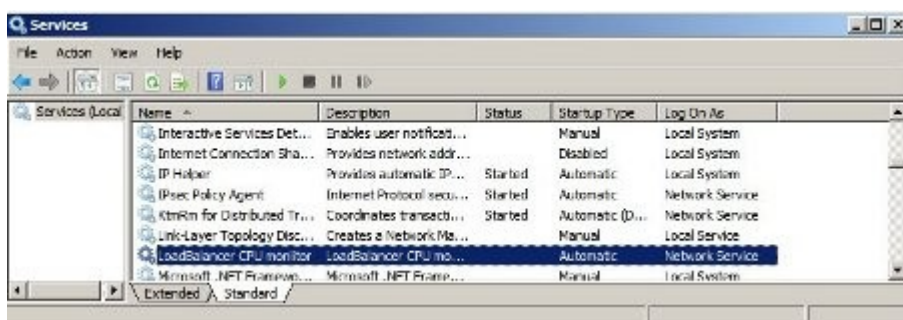 Services
File Action View Help
Services (Local
Name Description Status Startup Type Log On As
Interactive Services Det... Enables user notificati... Manual Local System
Internet Connection Sha... Provides network addr... Disabled Local System
IP Helper Provides automatic IP... Started Automatic Local System
IPsec Policy Agent Internet Protocol secu... Started Automatic Network Service
KtmRm for Distributed Tr... Coordinates transacti... Started Automatic (D... Network Service
Link-Layer Topology Disc... Creates a Network Ma... Manual Local Service
LoadBalancer CPU monitor LoadBalancer CPU mo... Automatic Network Service
Microsoft .NET Framewo... Microsoft .NET Frame... Manual Local System
Extended Standard